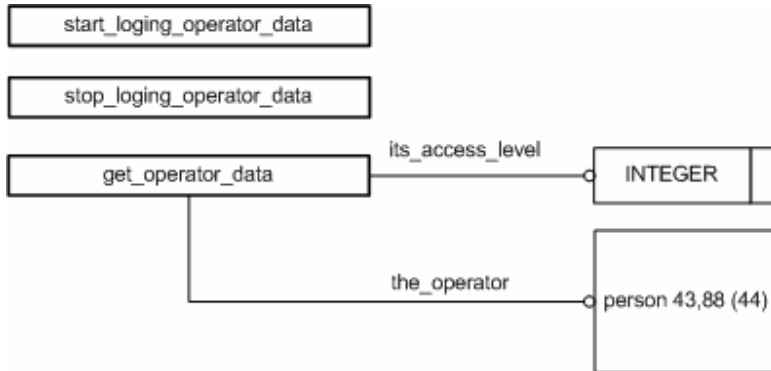 start_loging_operator_data
stop_loging_operator_data
its_access_level
get_operator_data
INTEGER
the_operator
person 43,88 (44)